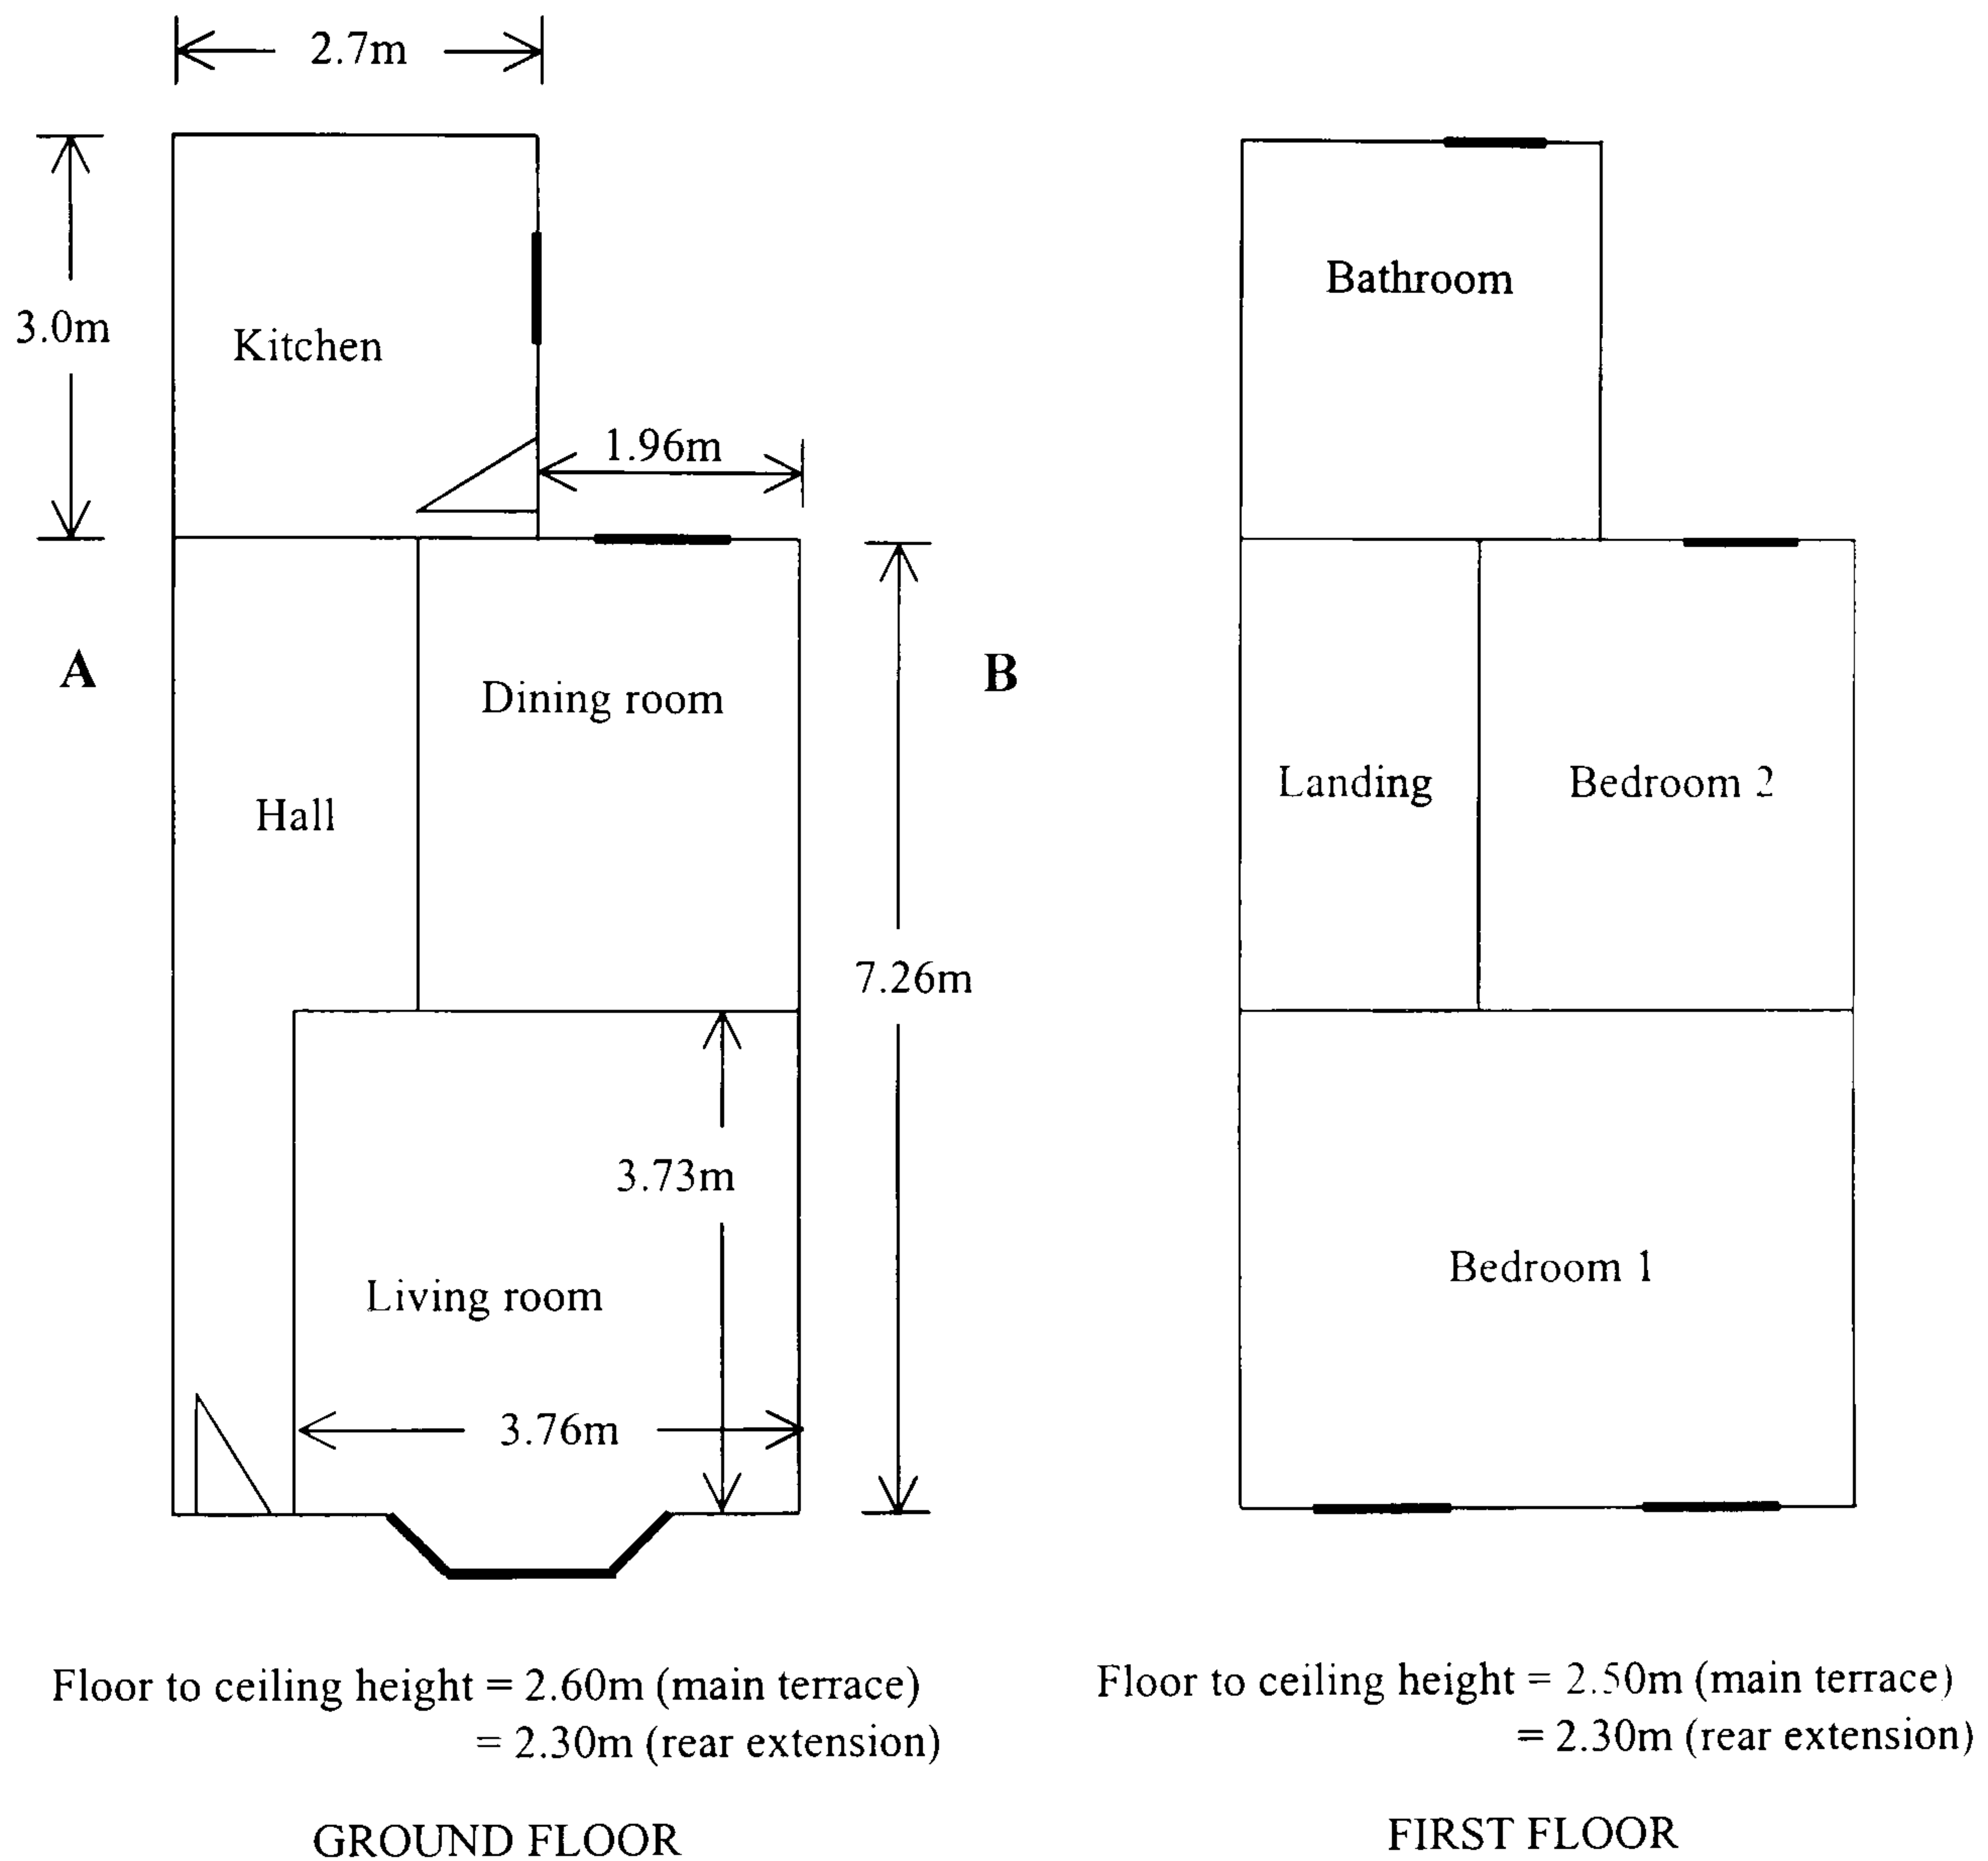 2.7m
3.0m
Kitchen
1.96m
A
B
Dining room
Hall
7.26m
3.73m
Living room
3.76m
Floor to ceiling height = 2.60m (main terrace)
= 2.30m (rear extension)
GROUND FLOOR
Bathroom
Landing
Bedroom 2
Bedroom 1
Floor to ceiling height = 2.50m (main terrace)
= 2.30m (rear extension)
FIRST FLOOR